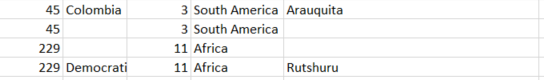 45 Colombia 3 South America Arauquita
45 3 South America
229 11 Africa
229 Democrati 11 Africa Rutshuru